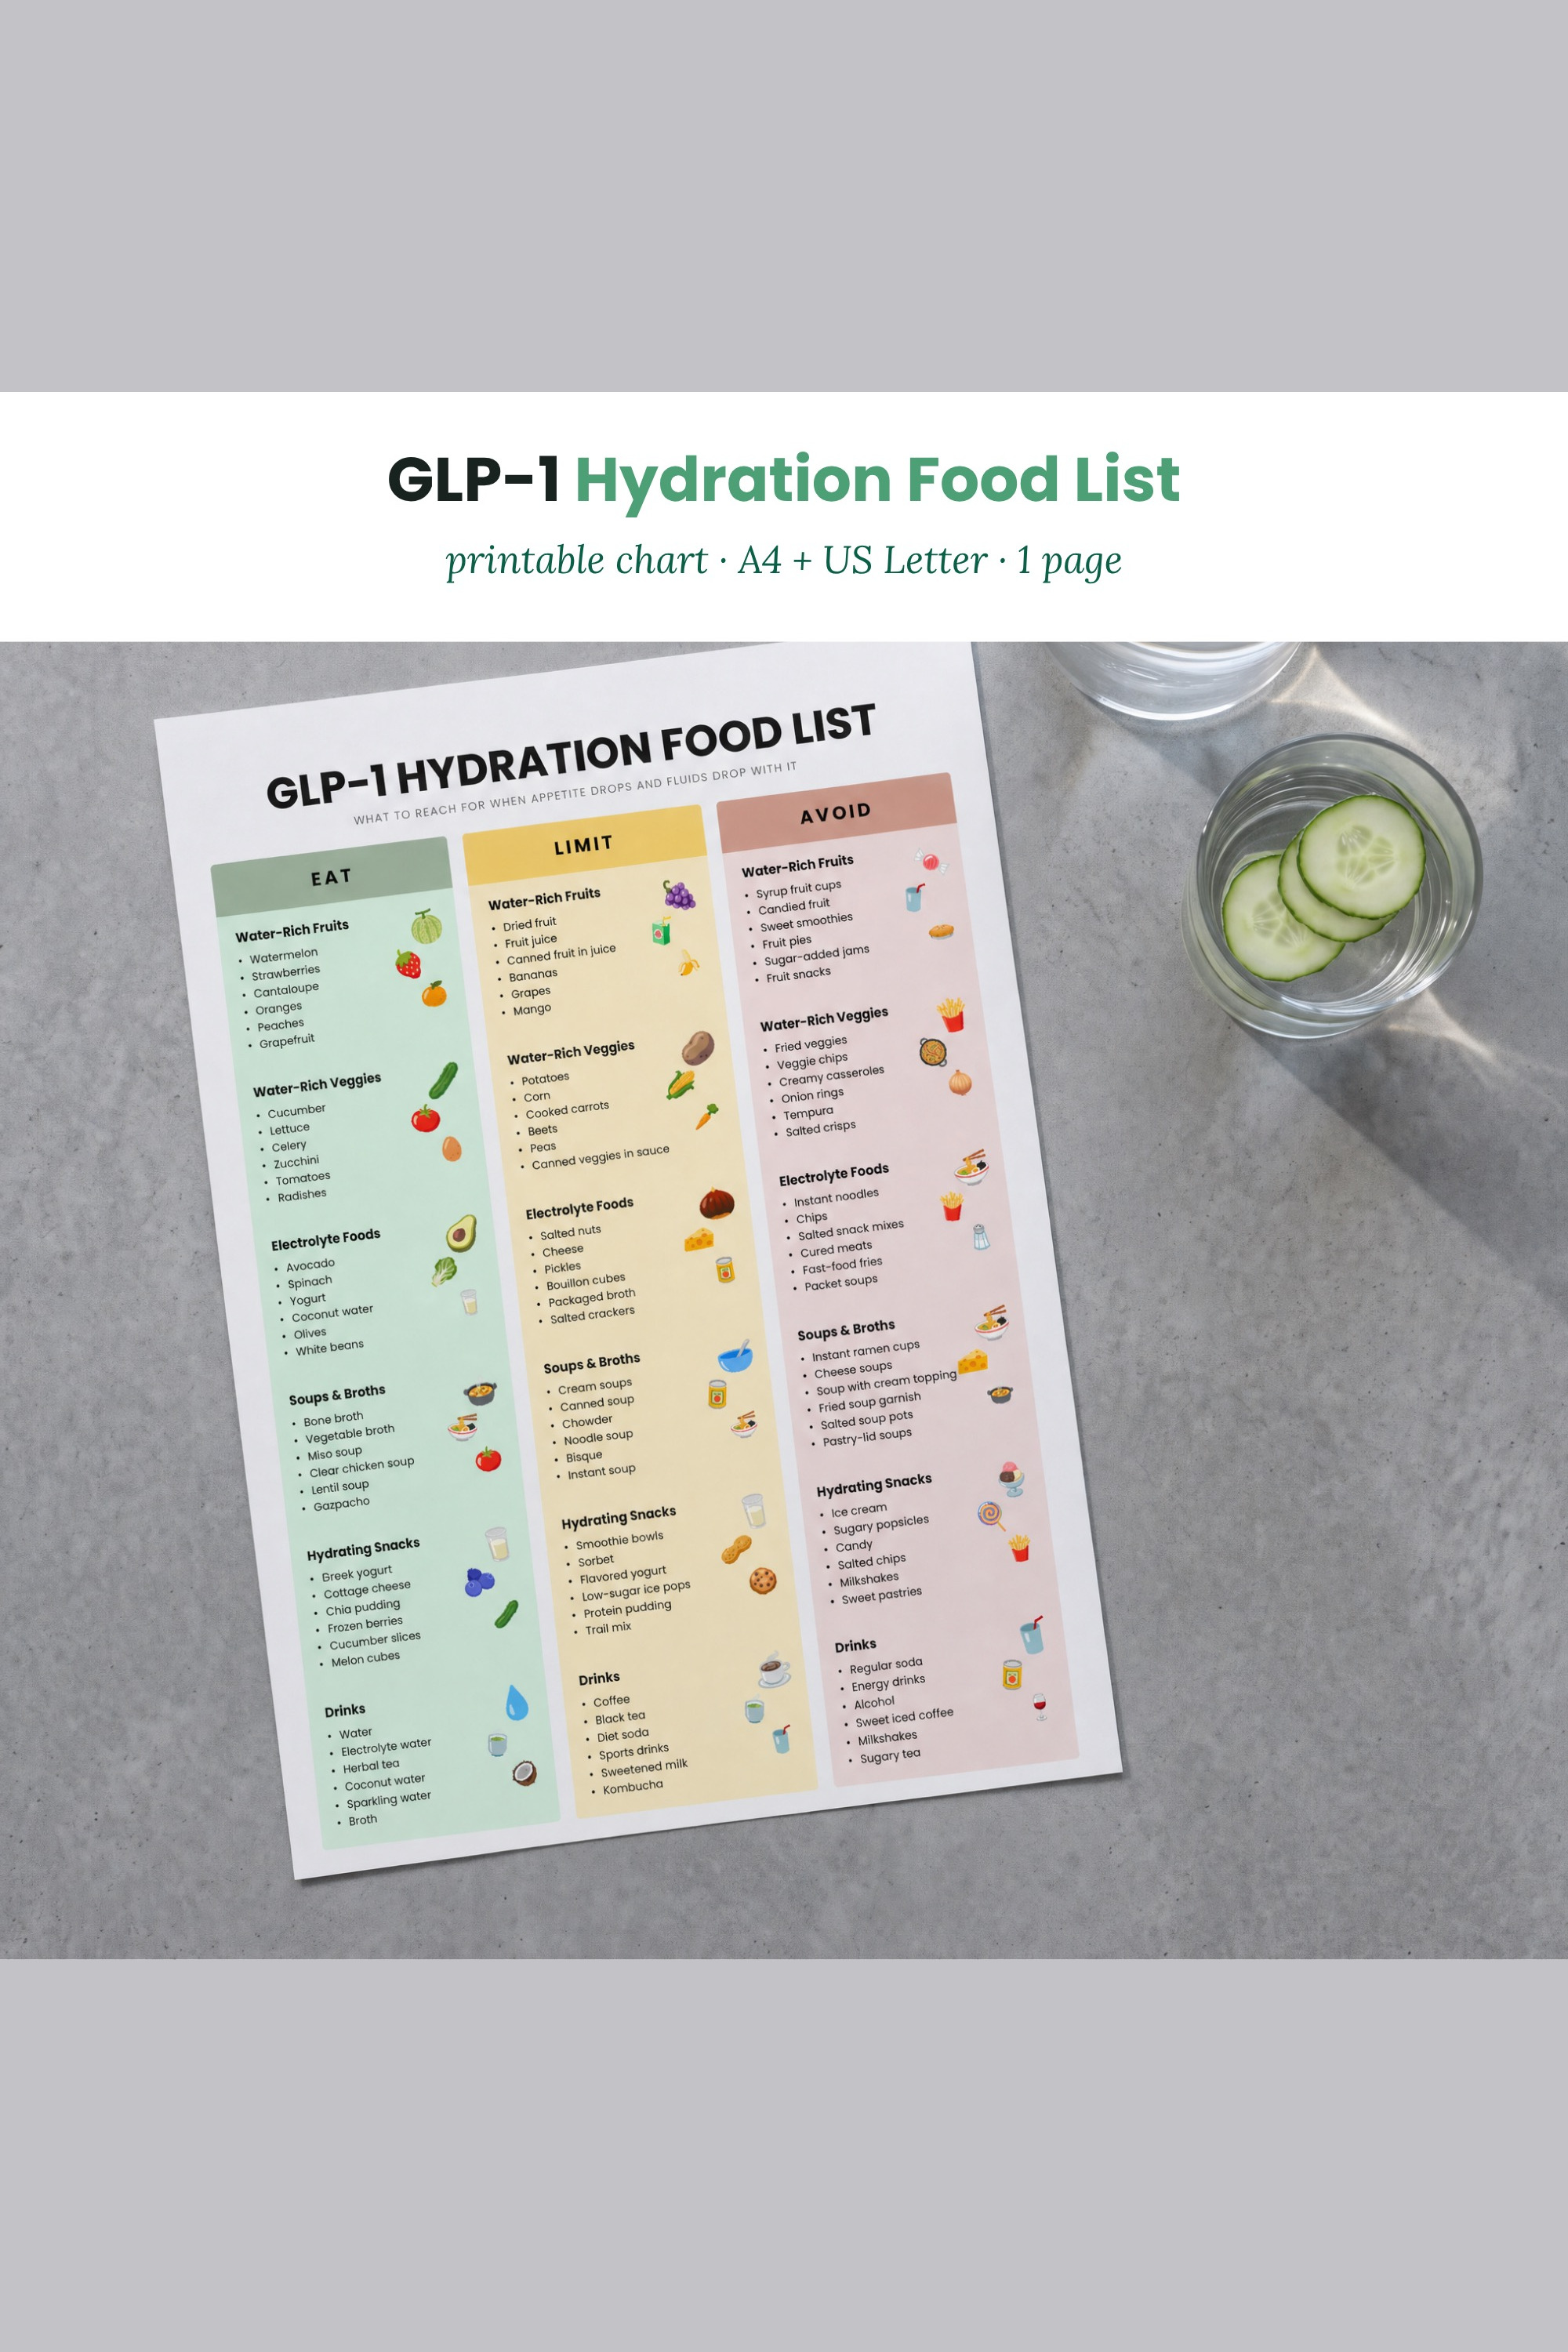 GLP-1 Hydration Food List
printable chart · A4 + US Letter · 1 page
GLP-1 HYDRATION FOOD LIST
WHAT TO REACH FOR WHEN APPETITE DROPS AND FLUIDS DROP WITH IT
EAT
Water-Rich Fruits
• Watermelon
• Strawberries
• Cantaloupe
• Oranges
• Peaches
• Grapefruit
Water-Rich Veggies
• Cucumber
• Lettuce
• Celery
• Zucchini
• Tomatoes
• Radishes
Electrolyte Foods
• Avocado
• Spinach
• Yogurt
• Coconut water
• Olives
• White beans
Soups & Broths
• Bone broth
• Vegetable broth
• Miso soup
• Clear chicken soup
• Lentil soup
• Gazpacho
Hydrating Snacks
• Breek yogurt
• Cottage cheese
• Chia pudding
• Frozen berries
• Cucumber slices
• Melon cubes
Drinks
• Water
• Electrolyte water
• Herbal tea
• Coconut water
• Sparkling water
• Broth
LIMIT
Water-Rich Fruits
• Dried fruit
• Fruit juice
• Canned fruit in juice
• Bananas
• Grapes
• Mango
Water-Rich Veggies
• Potatoes
• Corn
• Cooked carrots
• Beets
• Peas
• Canned veggies in sauce
Electrolyte Foods
• Salted nuts
• Cheese
• Pickles
• Bouillon cubes
• Packaged broth
• Salted crackers
Soups & Broths
• Cream soups
• Canned soup
• Chowder
• Noodle soup
• Bisque
• Instant soup
Hydrating Snacks
• Smoothie bowls
• Sorbet
• Flavored yogurt
• Low-sugar ice pops
• Protein pudding
• Trail mix
Drinks
• Coffee
• Black tea
• Diet soda
• Sports drinks
• Sweetened milk
• Kombucha
AVOID
Water-Rich Fruits
• Syrup fruit cups
• Candied fruit
• Sweet smoothies
• Fruit pies
• Sugar-added jams
• Fruit snacks
Water-Rich Veggies
• Fried veggies
• Veggie chips
• Creamy casseroles
• Onion rings
• Tempura
• Salted crisps
Electrolyte Foods
• Instant noodles
• Chips
• Salted snack mixes
• Cured meats
• Fast-food fries
• Packet soups
Soups & Broths
• Instant ramen cups
• Cheese soups
• Soup with cream topping
• Fried soup garnish
• Salted soup pots
• Pastry-lid soups
Hydrating Snacks
• Ice cream
• Sugary popsicles
• Candy
• Salted chips
• Milkshakes
• Sweet pastries
Drinks
• Regular soda
• Energy drinks
• Alcohol
• Sweet iced coffee
• Milkshakes
• Sugary tea